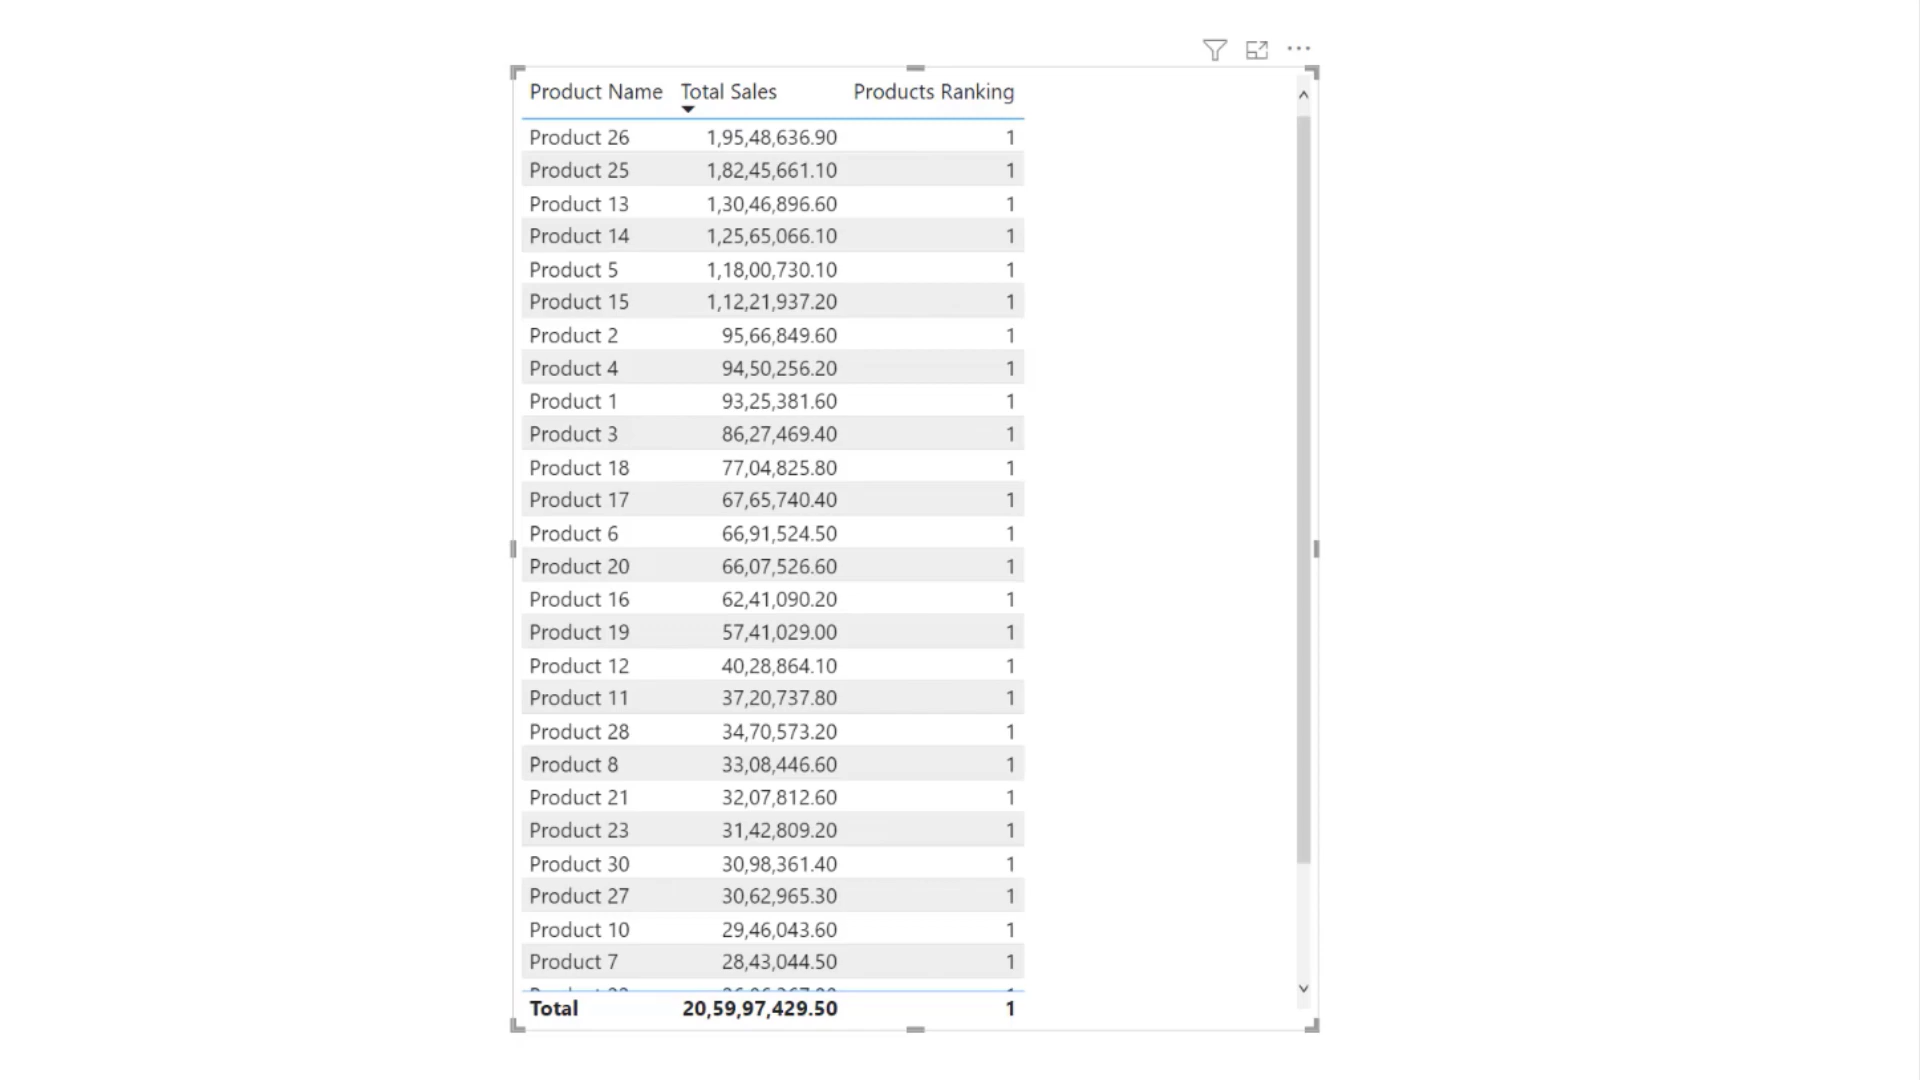 Product Name Total Sales Products Ranking
Product 26 1,95,48,636.90 1
Product 25 1,82,45,661.10 1
Product 13 1,30,46,896.60 1
Product 14 1,25,65,066.10 1
Product 5 1,18,00,730.10 1
Product 15 1,12,21,937.20 1
Product 2 95,66,849.60 1
Product 4 94,50,256.20 1
Product 1 93,25,381.60 1
Product 3 86,27,469.40 1
Product 18 77,04,825.80 1
Product 17 67,65,740.40 1
Product 6 66,91,524.50 1
Product 20 66,07,526.60 1
Product 16 62,41,090.20 1
Product 19 57,41,029.00 1
Product 12 40,28,864.10 1
Product 11 37,20,737.80 1
Product 28 34,70,573.20 1
Product 8 33,08,446.60 1
Product 21 32,07,812.60 1
Product 23 31,42,809.20 1
Product 30 30,98,361.40 1
Product 27 30,62,965.30 1
Product 10 29,46,043.60 1
Product 7 28,43,044.50 1
Total 20,59,97,429.50 1